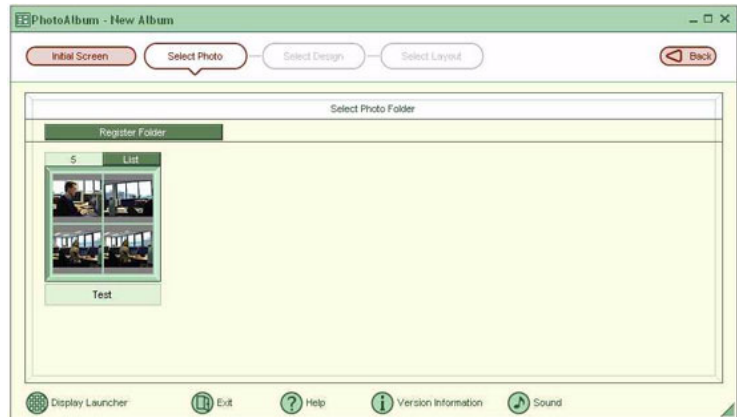 PhotoAlbum - New Album
Initial Screen Select Photo Select Design Select Layout Back
Select Photo Folder
Register Folder
5 List
Test
Display Launcher Exit Help Version Information Sound